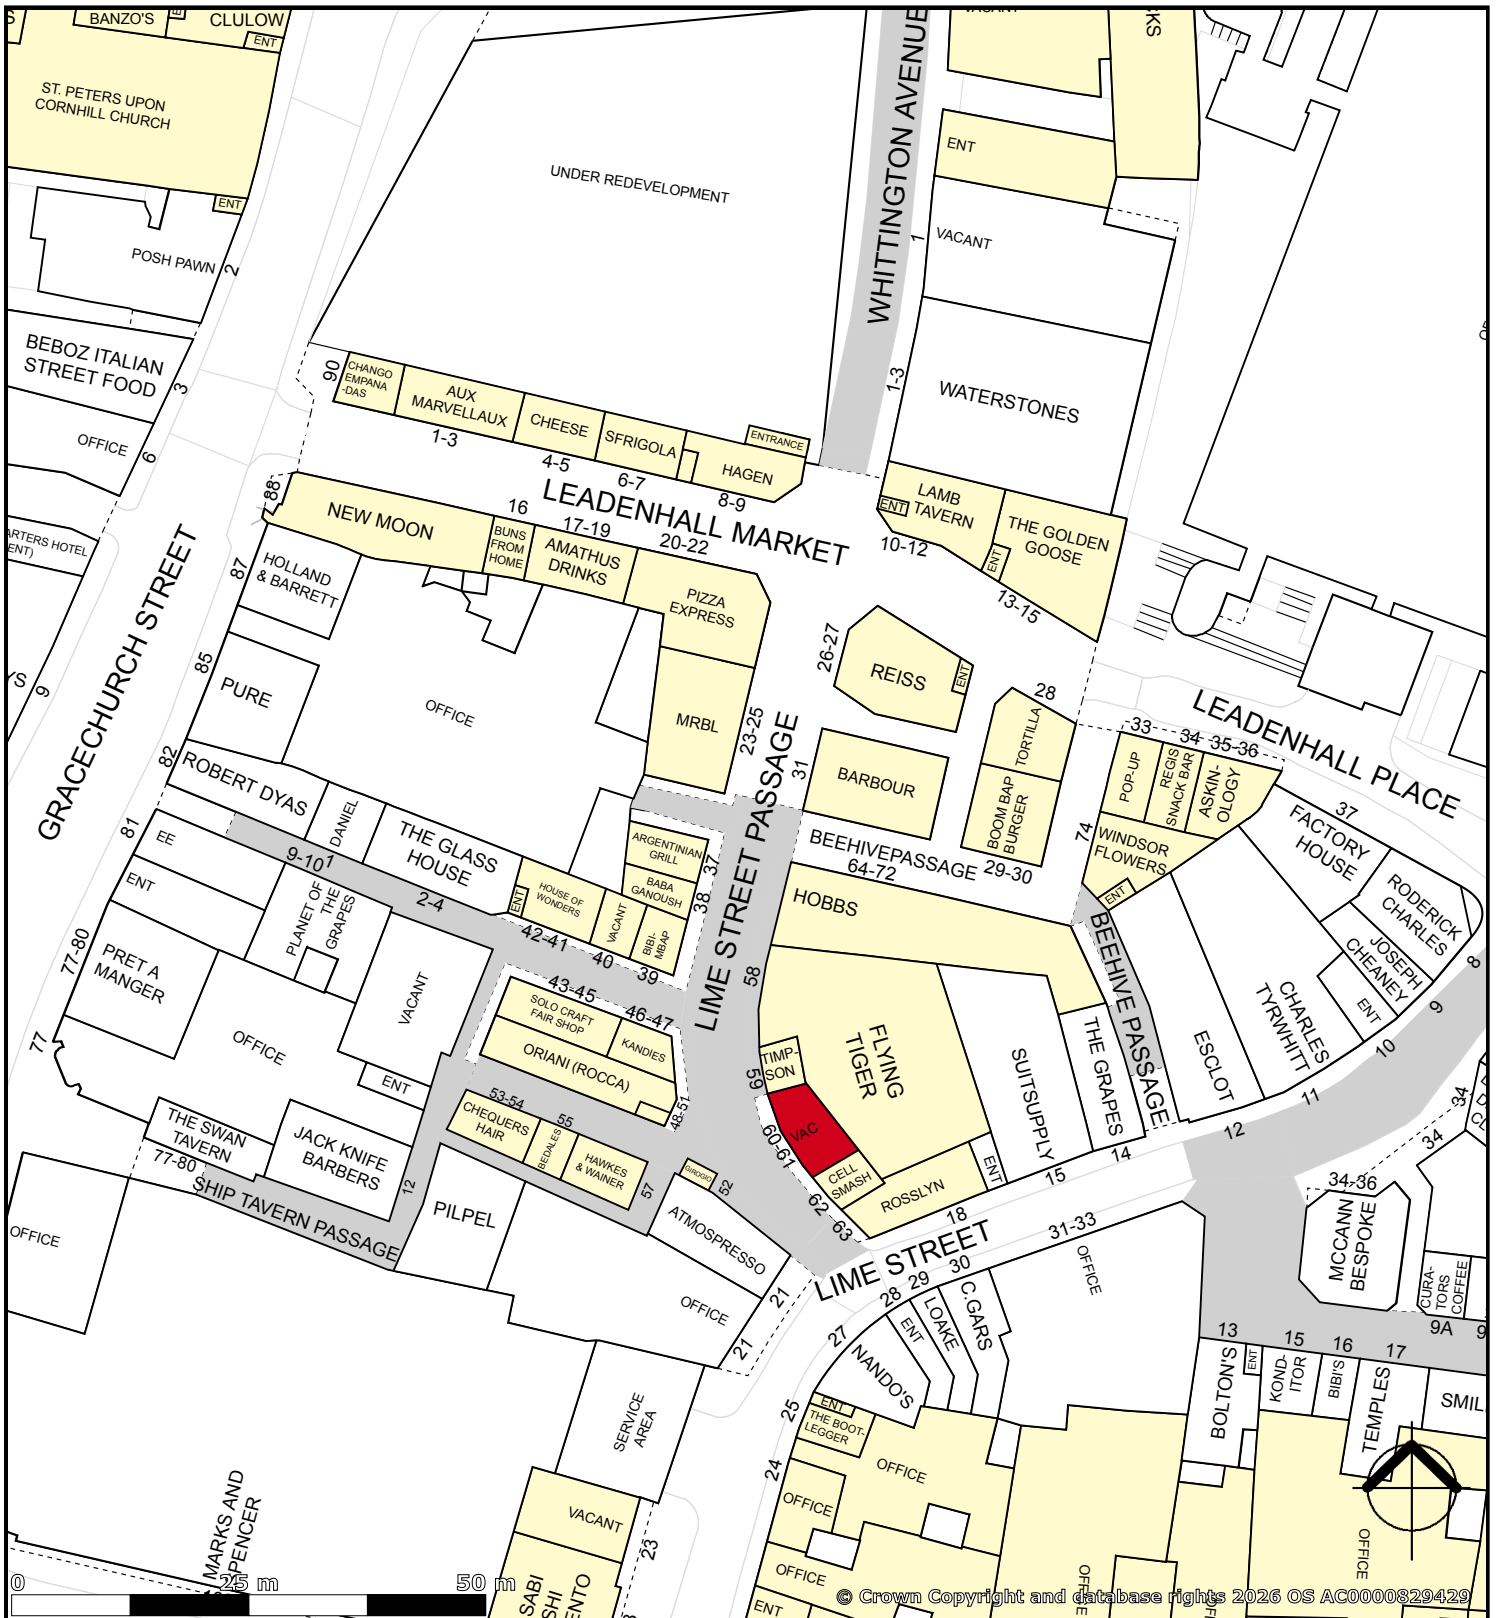 BANZO'S
CLULOW
ENT
ST. PETERS UPON
CORNHILL CHURCH
ENT
POSH PAWN
2
BEBOZ ITALIAN
STREET FOOD
3
OFFICE
6
UNDER REDEVELOPMENT
WHITTINGTON AVENUE
ENT
1
VACANT
1-3
WATERSTONES
90
CHANGO
EMPANA
-DAS
AUX
MARVELLAUX
1-3
CHEESE
4-5
SFRIGOLA
6-7
ENTRANCE
HAGEN
8-9
LEADENHALL MARKET
LAMB
TAVERN
ENT
10-12
THE GOLDEN
GOOSE
ENT
13-15
88
NEW MOON
16
BUNS
FROM
HOME
17-19
AMATHUS
DRINKS
20-22
PIZZA
EXPRESS
87
HOLLAND
& BARRETT
GRACECHURCH STREET
9
85
PURE
OFFICE
MRBL
23-25
26-27
REISS
ENT
28
TORTILLA
BOOM BAP
BURGER
29-30
31
BARBOUR
BEEHIVEPASSAGE
64-72
LEADENHALL PLACE
33
34
35-36
POP-UP
REGIS
SNACK BAR
ASKIN-
OLOGY
74
WINDSOR
FLOWERS
ENT
37
FACTORY
HOUSE
RODERICK
CHARLES
JOSEPH
CHEANEY
ENT
8
9
10
82
ROBERT DYAS
81
EE
ENT
9-10
1
DANIEL
THE GLASS
HOUSE
2-4
PLANET OF
THE
GRAPES
77-80
PRET A
MANGER
77
OFFICE
VACANT
ENT
ENT
HOUSE OF
WONDERS
42-41
VACANT
40
BIBI-
MBAP
39
ARGENTINIAN
GRILL
37
BABA
GANOUSH
38
LIME STREET PASSAGE
HOBBS
58
FLYING
TIGER
TIMP-
SON
59
VAC
60-61
CELL
SMASH
62
63
ROSSLYN
ENT
18
SUITSUPPLY
15
THE GRAPES
14
BEEHIVE PASSAGE
ESCLOT
12
CHARLES
TYRWHITT
11
43-45
SOLO CRAFT
FAIR SHOP
46-47
KANDIES
ORIANI (ROCCA)
48-51
53-54
CHEQUERS
HAIR
55
BEDALES
HAWKES
& WAINER
57
GIROGIO
52
ATMOSPRESSO
OFFICE
21
21
THE SWAN
TAVERN
77-80
JACK KNIFE
BARBERS
12
PILPEL
SHIP TAVERN PASSAGE
OFFICE
LIME STREET
27
28
29
30
31-33
NANDO'S
ENT
LOAKE
C.GARS
OFFICE
34
34
34-36
MCCANN
BESPOKE
CURA-
TORS
COFFEE
9A
13
BOLTON'S
ENT
15
KOND-
ITOR
16
BIBI'S
17
TEMPLES
25
ENT
THE BOOT-
LEGGER
24
OFFICE
OFFICE
OFFICE
ENT
OFFICE
OFFICE
SERVICE
AREA
VACANT
23
MARKS AND
SPENCER
0 25 m 50 m
© Crown Copyright and database rights 2026 OS AC0000829429